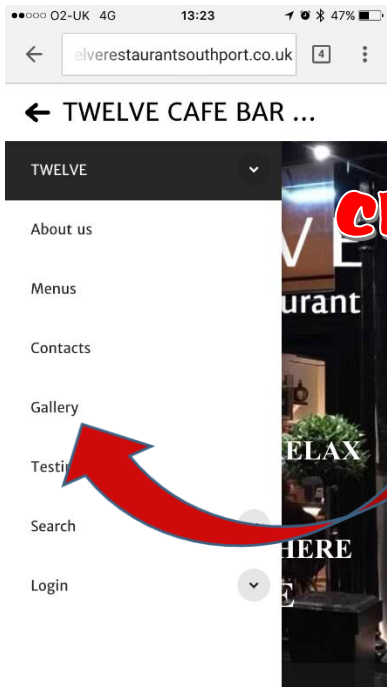 O2-UK 4G 13:23 47%
elverestaurantsouthport.co.uk 4
TWELVE CAFE BAR ...
TWELVE
About us
Menus
Contacts
Gallery
Search
Login
VE
urant
ELAX
HERE
E